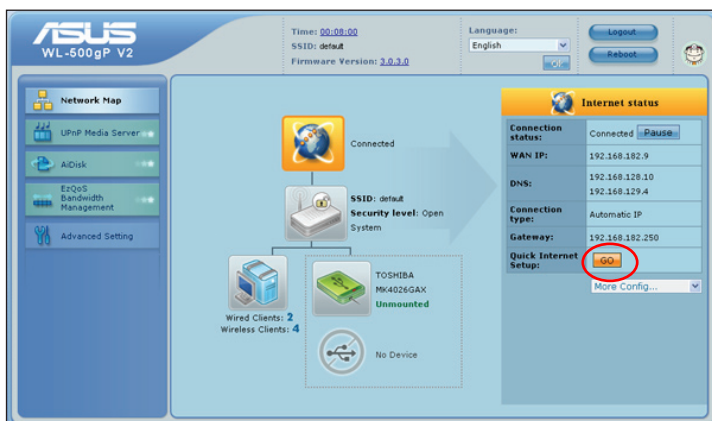 ASUS
WL-500gP V2
Time: 00:08:00
SSID: default
Firmware Version: 3.0.3.0
Language:
English
Logout
Reboot
Network Map
UPnP Media Server
AiDisk
EzQoS
Bandwidth
Management
Advanced Setting
Connected
SSID: default
Security level: Open
System
Wired Clients: 2
Wireless Clients: 4
TOSHIBA
MK4026GAX
Unmounted
No Device
Internet status
Connection
status:
Connected Pause
WAN IP: 192.168.182.9
DNS:
192.168.128.10
192.168.129.4
Connection
type:
Automatic IP
Gateway: 192.168.182.250
Quick Internet
Setup:
GO
More Config...